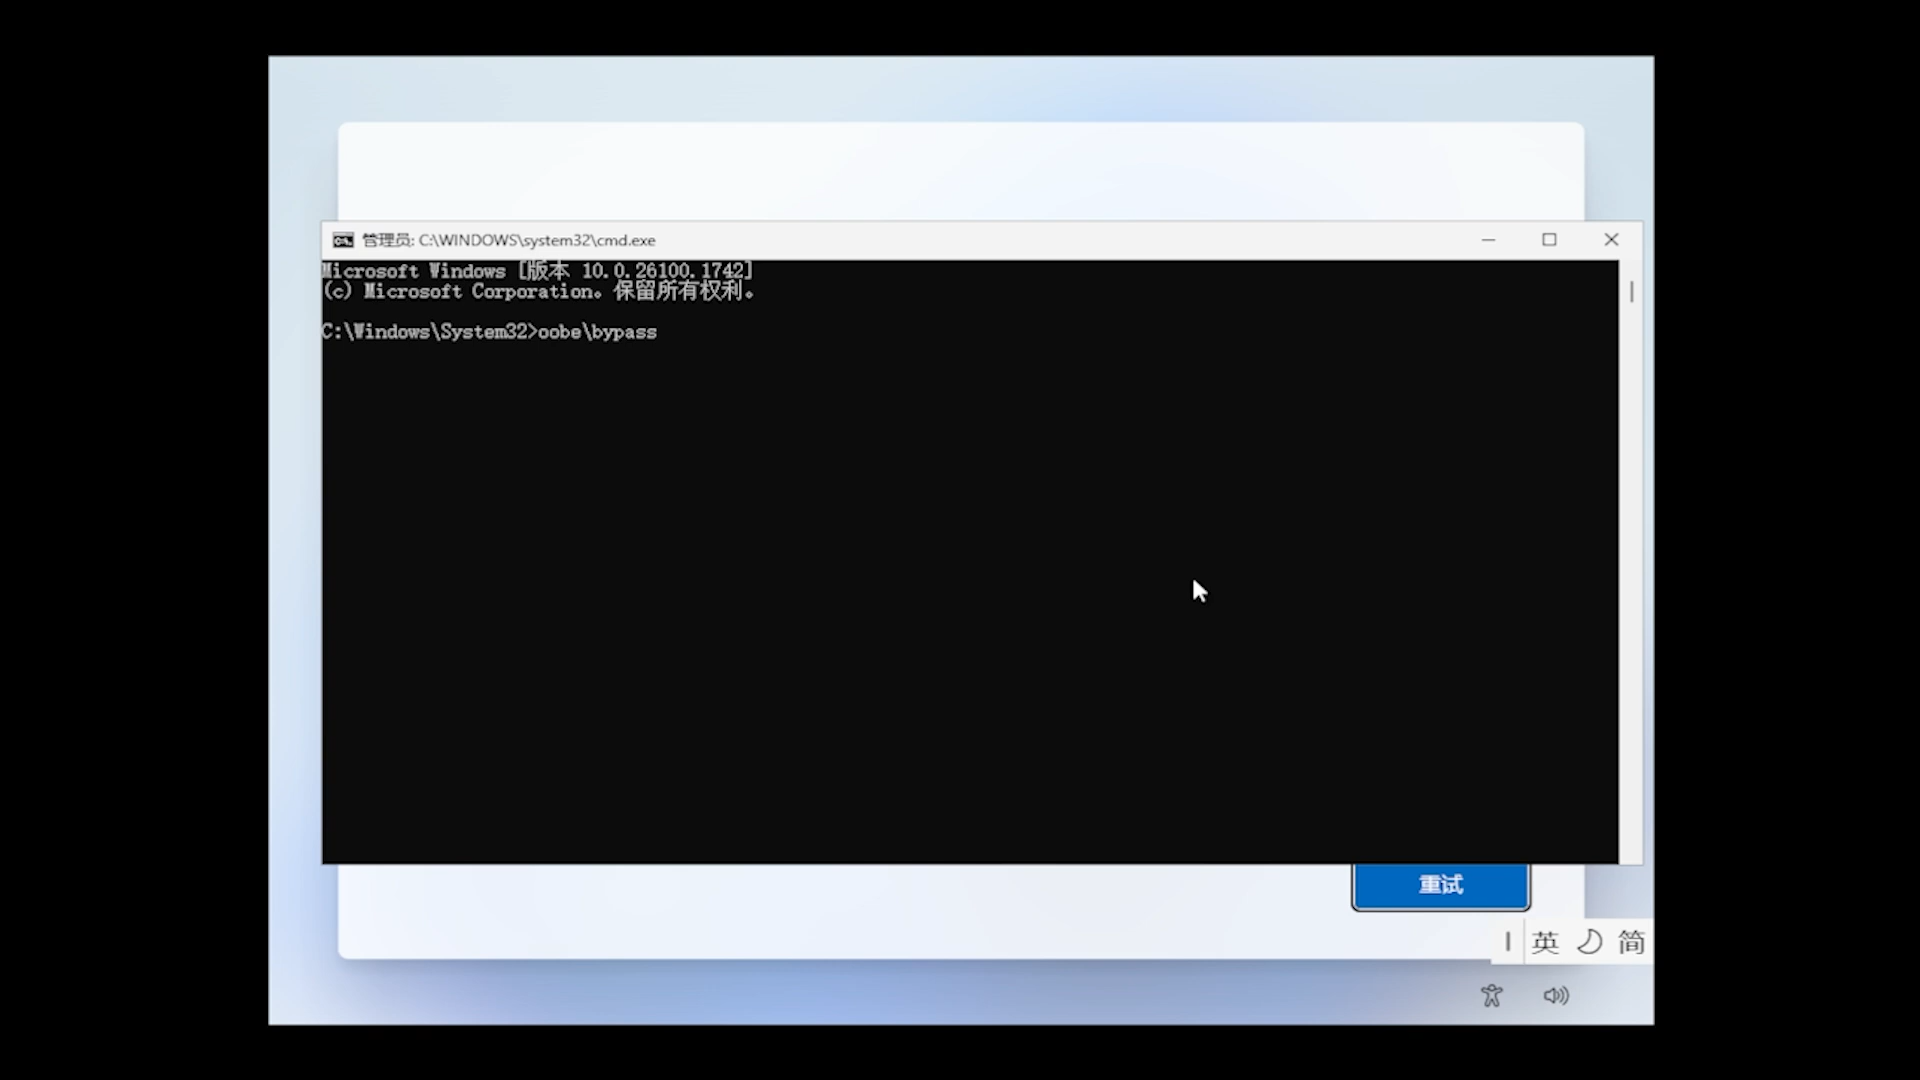 管理员: C:\WINDOWS\system32\cmd.exe
Microsoft Windows [版本 10.0.26100.1742]
(c) Microsoft Corporation。保留所有权利。
C:\Windows\System32>oobe\bypass
重试
英 简